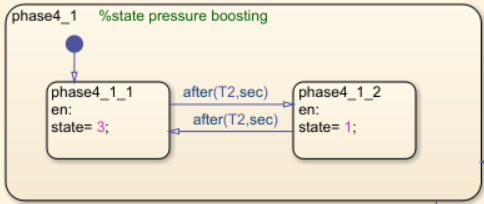 phase4_1 %state pressure boosting
phase4_1_1
en:
state= 3;
after(T2,sec)
after(T2,sec)
phase4_1_2
en:
state= 1;